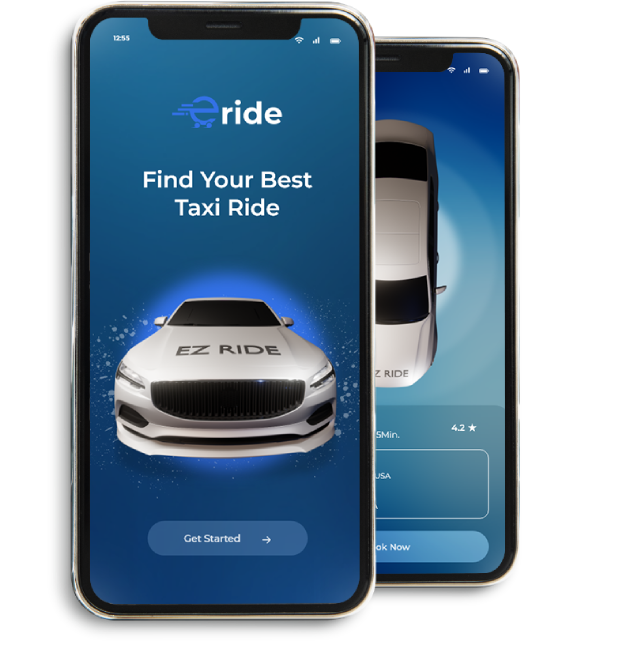 12:55
eride
Find Your Best
Taxi Ride
EZ RIDE
Get Started
Z RIDE
5Min.
4.2
USA
ok Now